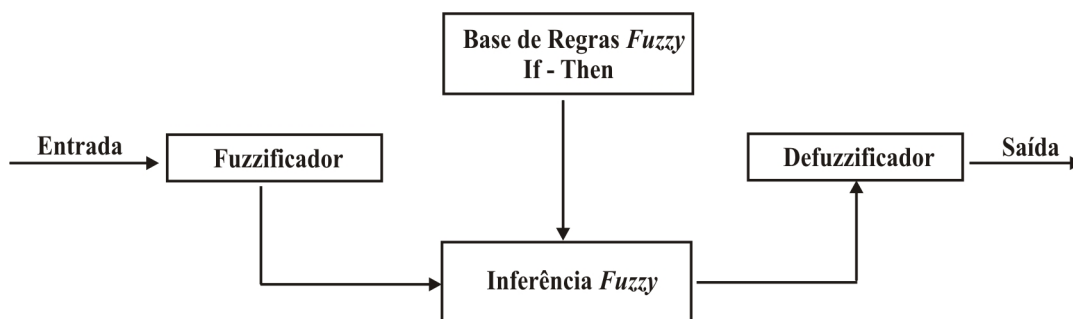 Base de Regras Fuzzy
If - Then
Entrada
Fuzzificador
Defuzzificador
Saída
Inferência Fuzzy